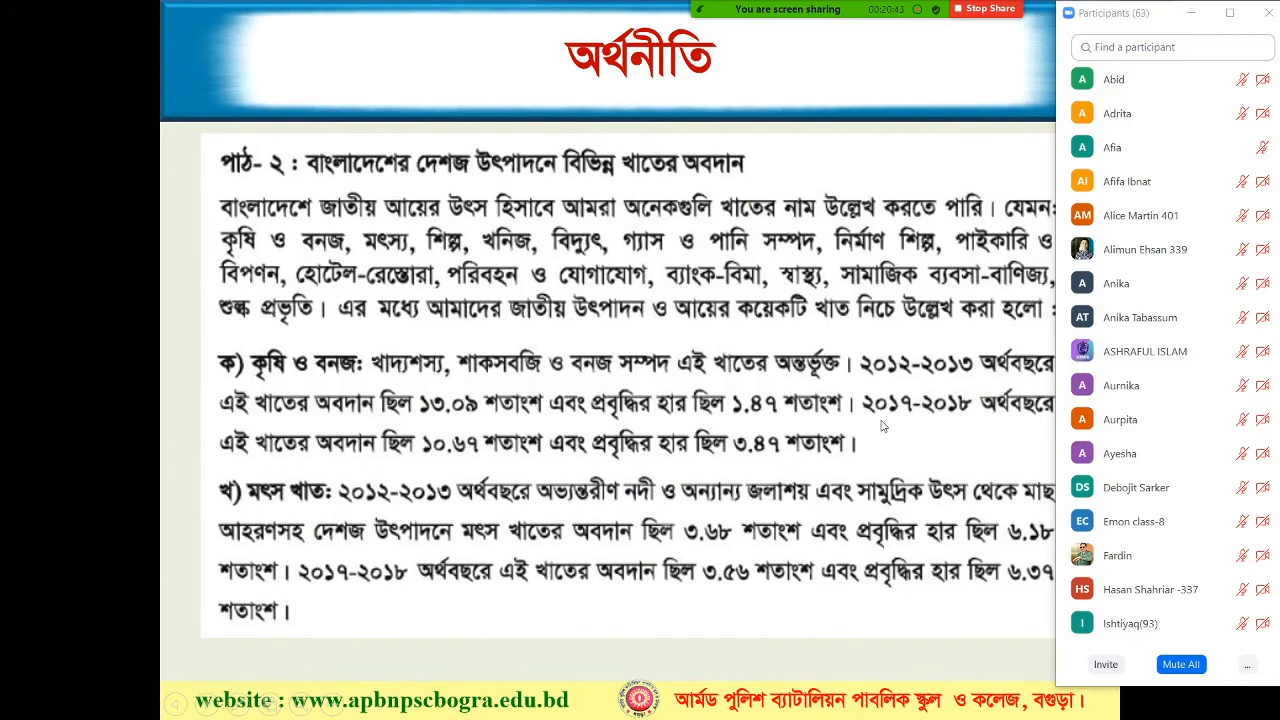 You are screen sharing
00:20:43
Stop Share
অর্থনীতি
পাঠ- ২ : বাংলাদেশের দেশজ উৎপাদনে বিভিন্ন খাতের অবদান
বাংলাদেশে জাতীয় আয়ের উৎস হিসাবে আমরা অনেকগুলি খাতের নাম উল্লেখ করতে পারি। যেমন:
কৃষি ও বনজ, মৎস্য, শিল্প, খনিজ, বিদ্যুৎ, গ্যাস ও পানি সম্পদ, নির্মাণ শিল্প, পাইকারি ও
বিপণন, হোটেল-রেস্তোরা, পরিবহন ও যোগাযোগ, ব্যাংক-বিমা, স্বাস্থ্য, সামাজিক ব্যবসা-বাণিজ্য,
শুল্ক প্রভৃতি। এর মধ্যে আমাদের জাতীয় উৎপাদন ও আয়ের কয়েকটি খাত নিচে উল্লেখ করা হলো :
ক) কৃষি ও বনজ: খাদ্যশস্য, শাকসবজি ও বনজ সম্পদ এই খাতের অন্তর্ভূক্ত। ২০১২-২০১৩ অর্থবছরে
এই খাতের অবদান ছিল ১৩.০৯ শতাংশ এবং প্রবৃদ্ধির হার ছিল ১.৪৭ শতাংশ। ২০১৭-২০১৮ অর্থবছরে
এই খাতের অবদান ছিল ১০.৬৭ শতাংশ এবং প্রবৃদ্ধির হার ছিল ৩.৪৭ শতাংশ।
খ) মৎস খাত: ২০১২-২০১৩ অর্থবছরে অভ্যন্তরীণ নদী ও অন্যান্য জলাশয় এবং সামুদ্রিক উৎস থেকে মাছ
আহরণসহ দেশজ উৎপাদনে মৎস খাতের অবদান ছিল ৩.৬৮ শতাংশ এবং প্রবৃদ্ধির হার ছিল ৬.১৮
শতাংশ। ২০১৭-২০১৮ অর্থবছরে এই খাতের অবদান ছিল ৩.৫৬ শতাংশ এবং প্রবৃদ্ধির হার ছিল ৬.৩৭
শতাংশ।
website : www.apbnpscbogra.edu.bd
আর্মড পুলিশ ব্যাটালিয়ন পাবলিক স্কুল ও কলেজ, বগুড়া।
Participants (63)
Find a participant
A Abid
A Adrita
A Afia
AI Afifa Ibnat
AM Alice Martin 401
Alimun Ehsan 339
A Anika
AT Anika Tabassum
ASHRAFUL ISLAM
A Aurnika
A Aurpita
A Ayesha
DS Debojit Sarker
EC Emon class-8
Fardin
HS Hasan Shahriar -337
I Ishtiyaq(93)
Invite
Mute All
...